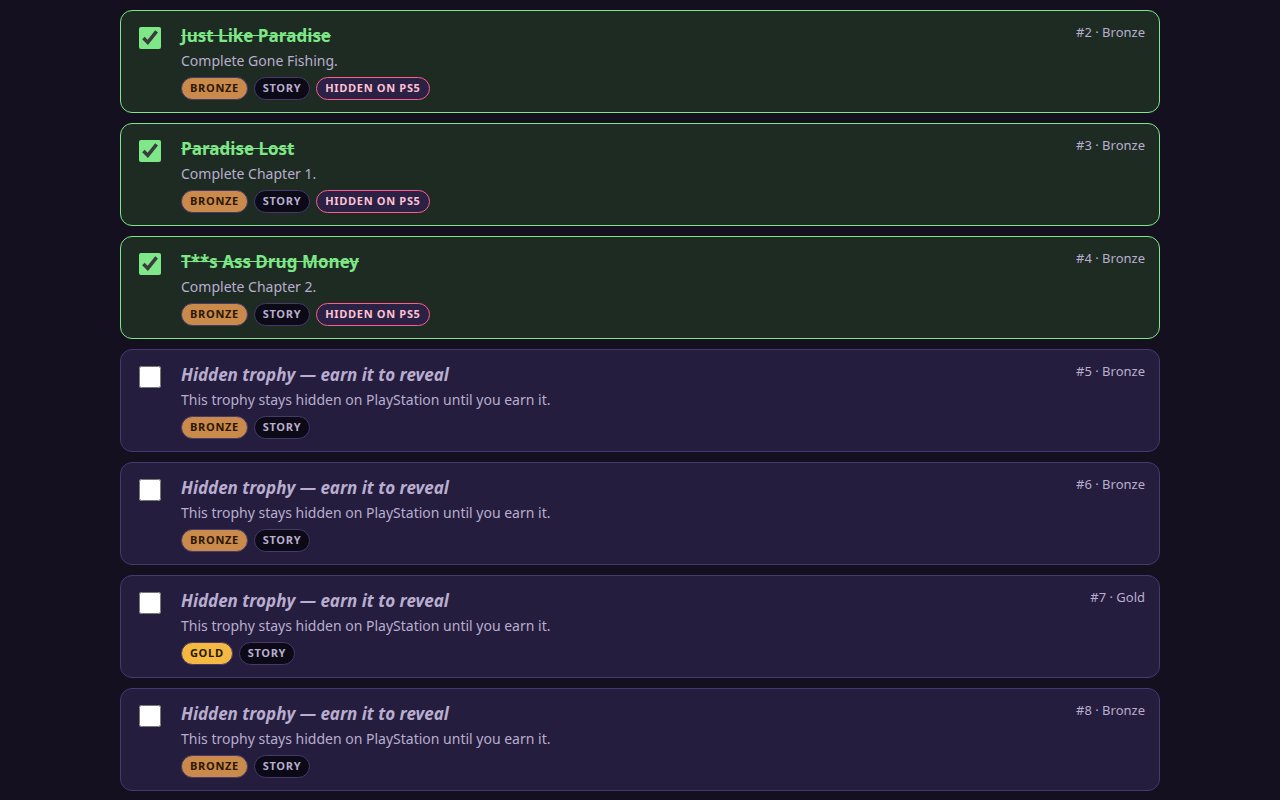 Just Like Paradise
#2 · Bronze
Complete Gone Fishing.
BRONZE STORY HIDDEN ON PS5
Paradise Lost
#3 · Bronze
Complete Chapter 1.
BRONZE STORY HIDDEN ON PS5
T**s Ass Drug Money
#4 · Bronze
Complete Chapter 2.
BRONZE STORY HIDDEN ON PS5
Hidden trophy — earn it to reveal
#5 · Bronze
This trophy stays hidden on PlayStation until you earn it.
BRONZE STORY
Hidden trophy — earn it to reveal
#6 · Bronze
This trophy stays hidden on PlayStation until you earn it.
BRONZE STORY
Hidden trophy — earn it to reveal
#7 · Gold
This trophy stays hidden on PlayStation until you earn it.
GOLD STORY
Hidden trophy — earn it to reveal
#8 · Bronze
This trophy stays hidden on PlayStation until you earn it.
BRONZE STORY